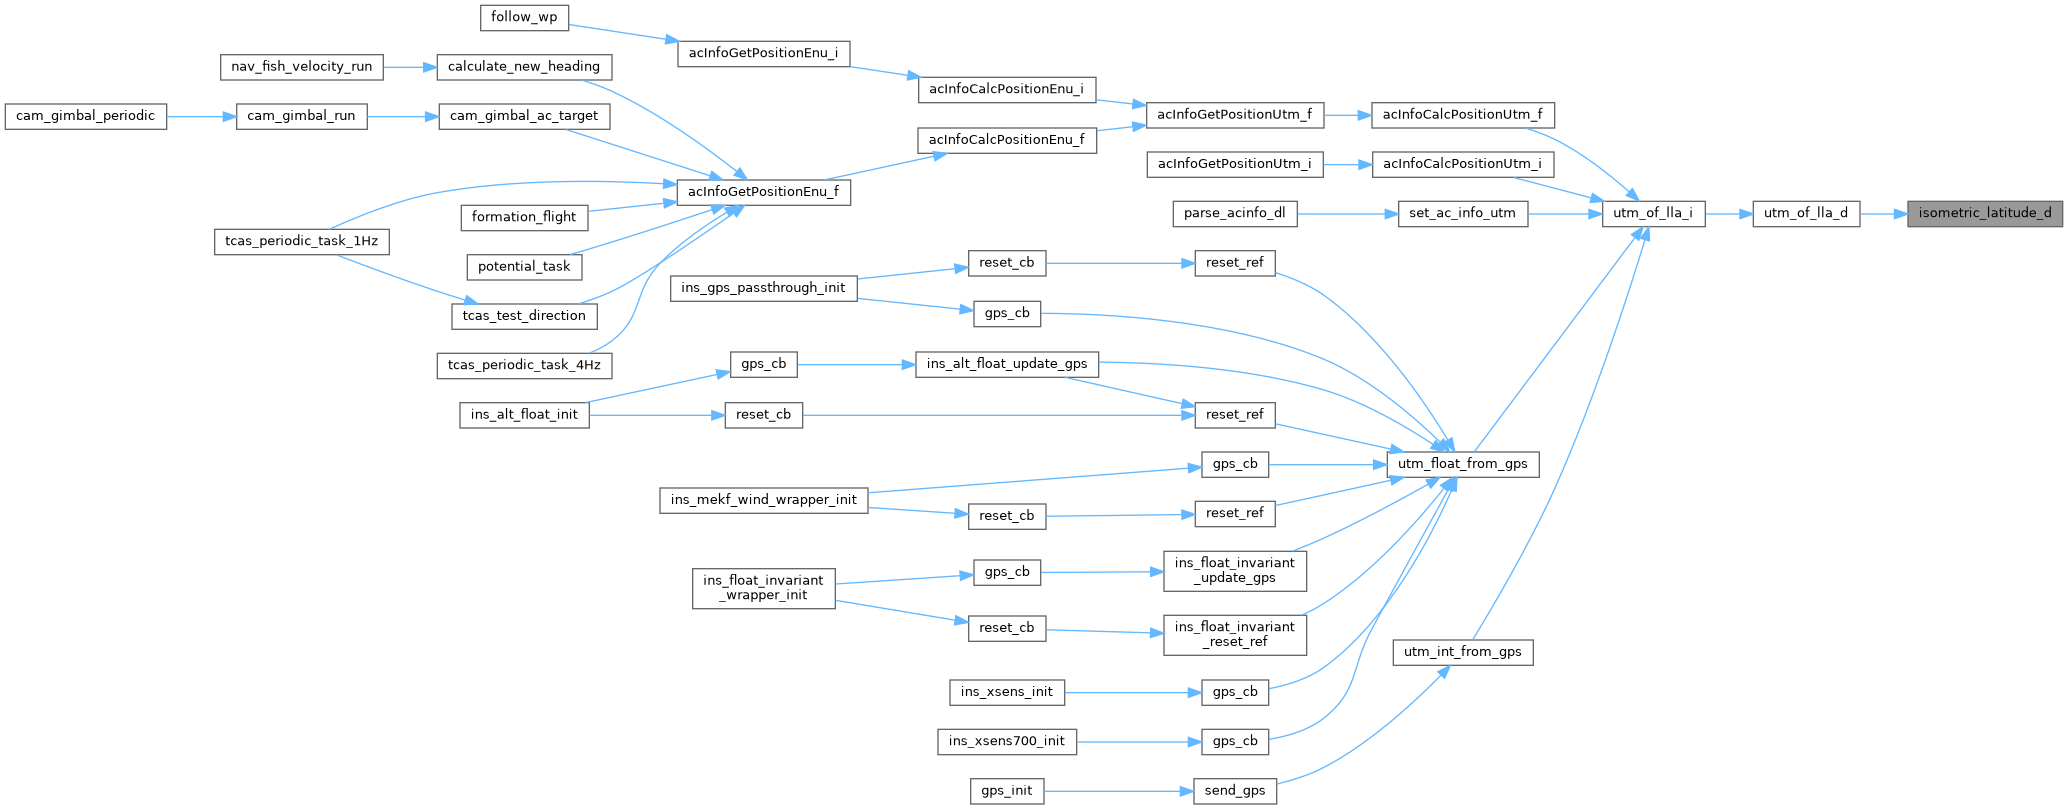 follow_wp
acInfoGetPositionEnu_i
nav_fish_velocity_run
calculate_new_heading
acInfoCalcPositionEnu_i
cam_gimbal_periodic
cam_gimbal_run
cam_gimbal_ac_target
acInfoGetPositionUtm_f
acInfoCalcPositionUtm_f
acInfoCalcPositionEnu_f
acInfoGetPositionUtm_i
acInfoCalcPositionUtm_i
acInfoGetPositionEnu_f
formation_flight
parse_acinfo_dl
set_ac_info_utm
utm_of_lla_i
utm_of_lla_d
isometric_latitude_d
tcas_periodic_task_1Hz
potential_task
reset_cb
reset_ref
ins_gps_passthrough_init
tcas_test_direction
gps_cb
tcas_periodic_task_4Hz
gps_cb
ins_alt_float_update_gps
ins_alt_float_init
reset_cb
reset_ref
gps_cb
utm_float_from_gps
ins_mekf_wind_wrapper_init
reset_cb
reset_ref
ins_float_invariant
_wrapper_init
gps_cb
ins_float_invariant
_update_gps
reset_cb
ins_float_invariant
_reset_ref
utm_int_from_gps
ins_xsens_init
gps_cb
ins_xsens700_init
gps_cb
gps_init
send_gps